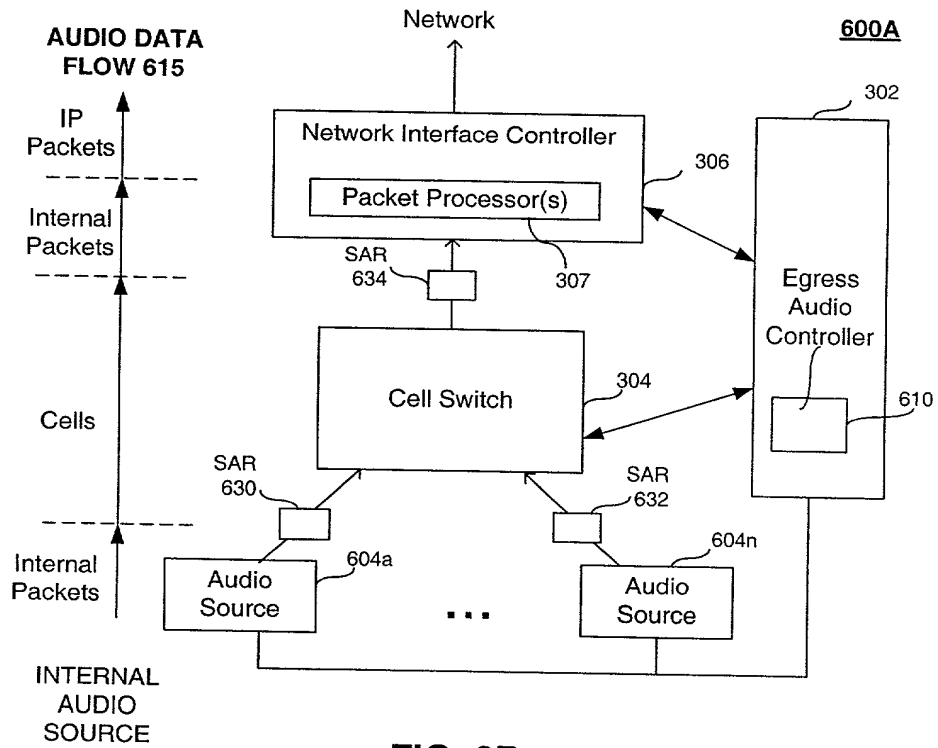 Network
600A
AUDIO DATA
FLOW 615
302
IP
Packets
Network Interface Controller
306
Packet Processor(s)
Internal
Packets
SAR
634
307
Egress
Audio
Controller
Cell Switch
304
Cells
610
SAR
630
SAR
632
604a
604n
Internal
Packets
Audio
Source
...
Audio
Source
INTERNAL
AUDIO
SOURCE